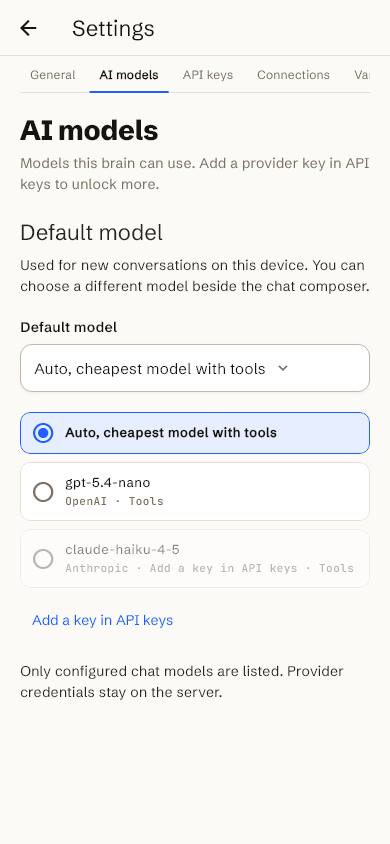 Settings
General AI models API keys Connections
AI models
Models this brain can use. Add a provider key in API
keys to unlock more.
Default model
Used for new conversations on this device. You can
choose a different model beside the chat composer.
Default model
Auto, cheapest model with tools
Auto, cheapest model with tools
gpt-5.4-nano
OpenAI · Tools
claude-haiku-4-5
Anthropic · Add a key in API keys · Tools
Add a key in API keys
Only configured chat models are listed. Provider
credentials stay on the server.